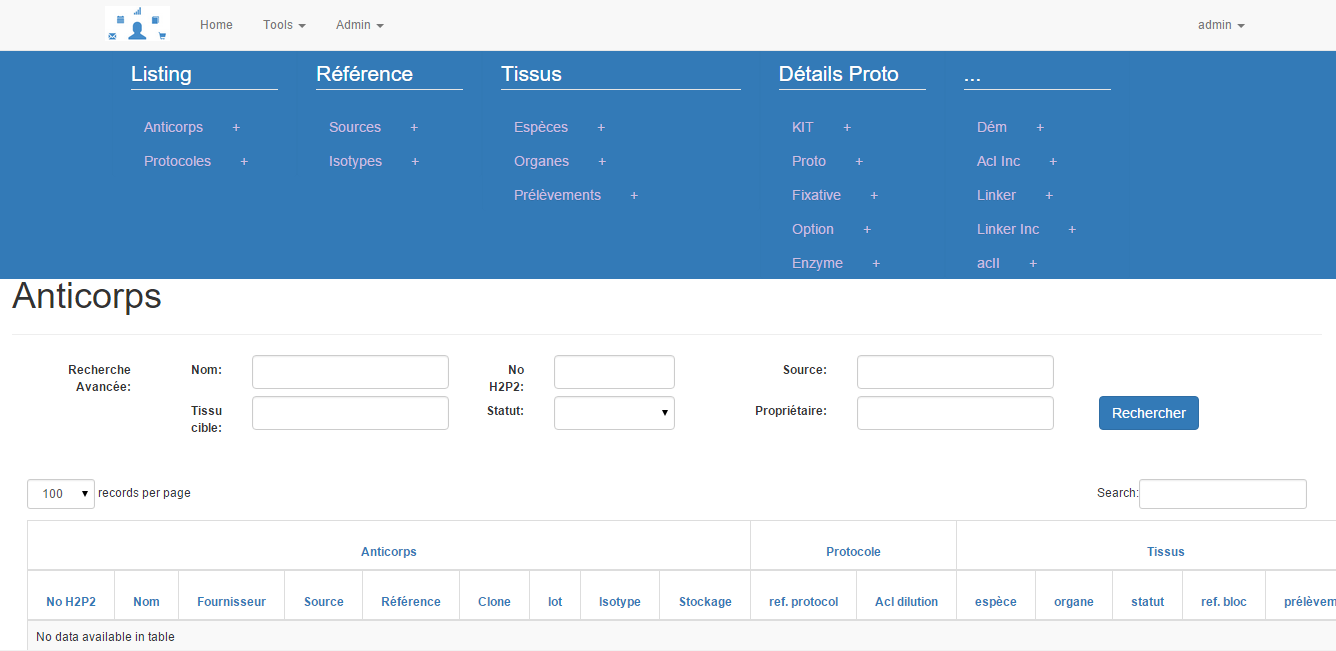 Home Tools Admin admin
Listing Référence Tissus Détails Proto ...
Anticorps + Sources + Espèces + KIT + Dém +
Protocoles + Isotypes + Organes + Proto + AcI Inc +
Prélèvements + Fixative + Linker +
Option + Linker Inc +
Enzyme + acII +
Anticorps
Recherche Avancée:
Nom:
No H2P2:
Source:
Tissu cible:
Statut:
Propriétaire:
Rechercher
100 records per page Search:
Anticorps Protocole Tissus
No H2P2 Nom Fournisseur Source Référence Clone lot Isotype Stockage ref. protocol AcI dilution espèce organe statut ref. bloc prélèvem
No data available in table